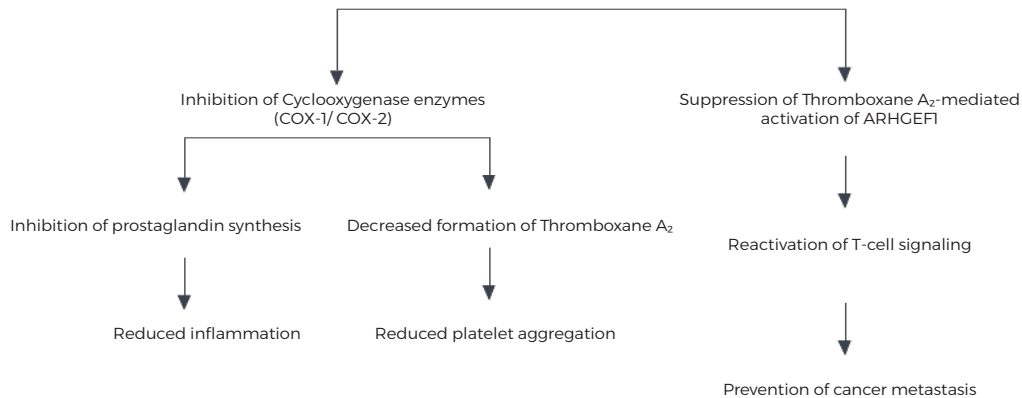 Inhibition of Cyclooxygenase enzymes
(COX-1/ COX-2)
Suppression of Thromboxane A₂-mediated
activation of ARHGEF1
Inhibition of prostaglandin synthesis
Decreased formation of Thromboxane A₂
Reactivation of T-cell signaling
Reduced inflammation
Reduced platelet aggregation
Prevention of cancer metastasis